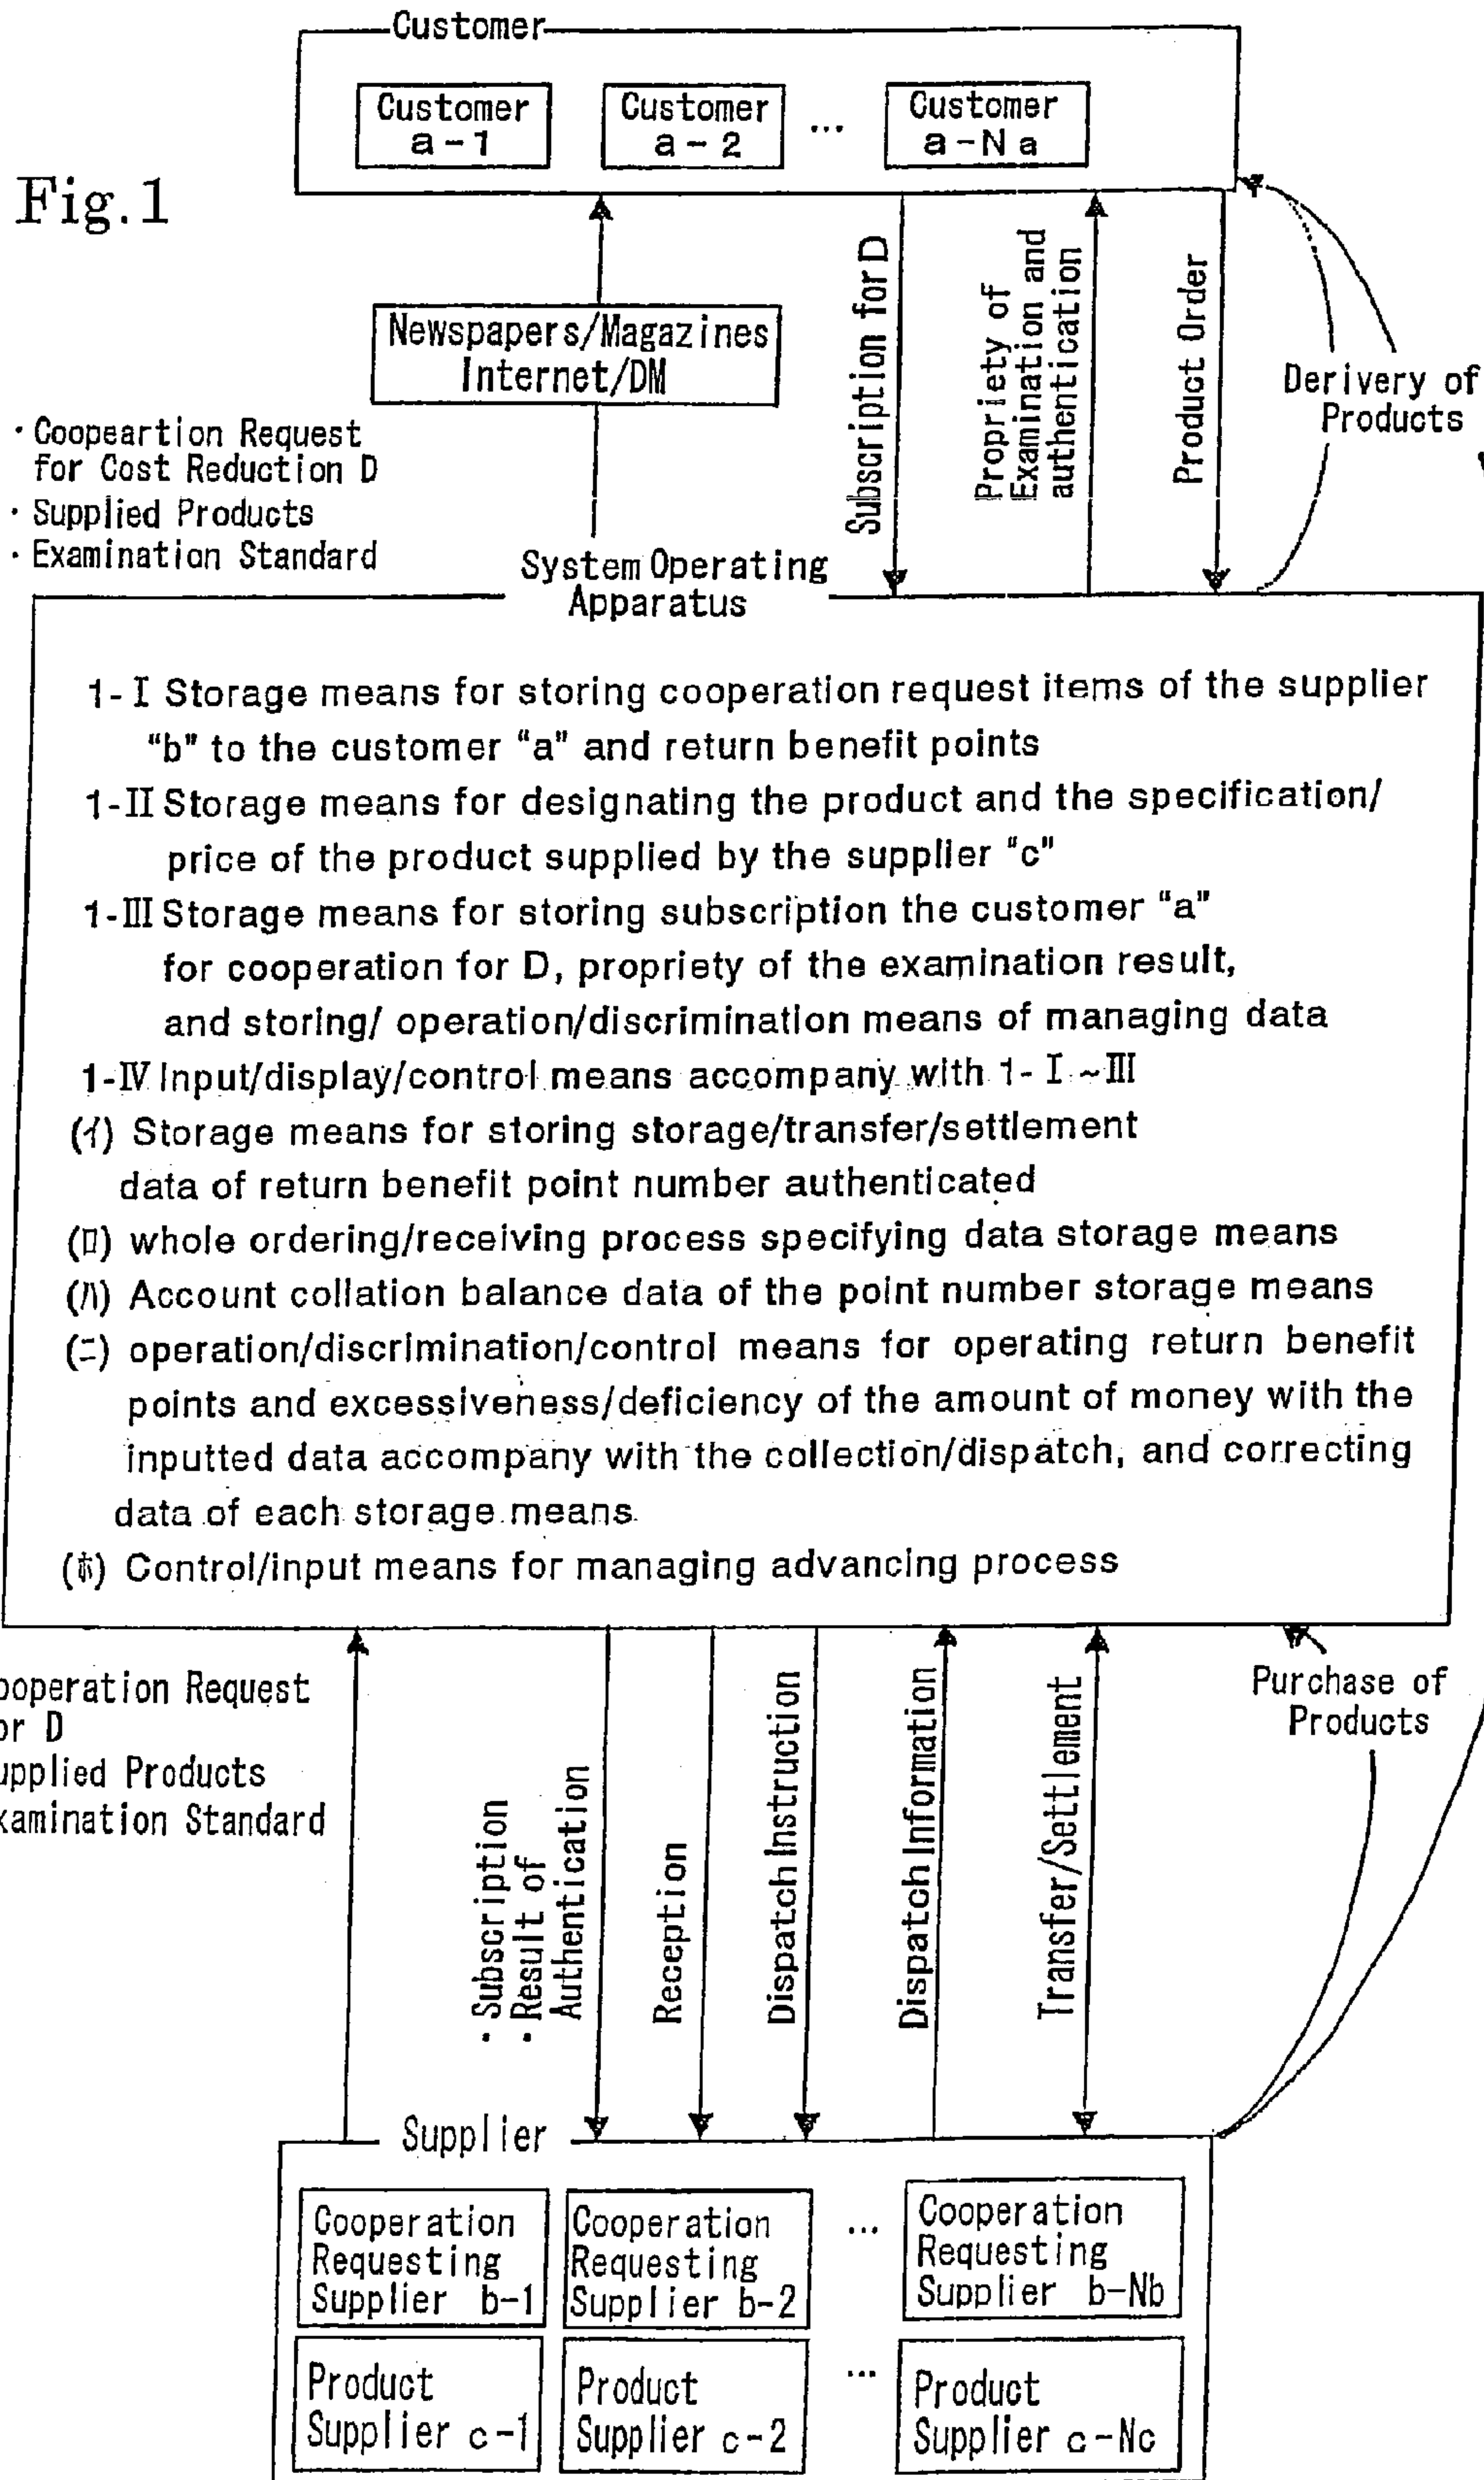 Fig.1
Customer
Customer
a-1
Customer
a-2
...
Customer
a-Na
Newspapers/Magazines
Internet/DM
Subscription for D
Propriety of
Examination and
authentication
Product Order
Derivery of
Products
· Coopeartion Request
for Cost Reduction D
· Supplied Products
· Examination Standard
System Operating
Apparatus
1-I Storage means for storing cooperation request items of the supplier
"b" to the customer "a" and return benefit points
1-II Storage means for designating the product and the specification/
price of the product supplied by the supplier "c"
1-III Storage means for storing subscription the customer "a"
for cooperation for D, propriety of the examination result,
and storing/ operation/discrimination means of managing data
1-IV Input/display/control means accompany with 1-I~III
(イ) Storage means for storing storage/transfer/settlement
data of return benefit point number authenticated
(ロ) whole ordering/receiving process specifying data storage means
(ハ) Account collation balance data of the point number storage means
(ニ) operation/discrimination/control means for operating return benefit
points and excessiveness/deficiency of the amount of money with the
inputted data accompany with the collection/dispatch, and correcting
data of each storage means
(ホ) Control/input means for managing advancing process
ooperation Request
or D
upplied Products
xamination Standard
· Subscription
· Result of
Authentication
Reception
Dispatch Instruction
Dispatch Information
Transfer/Settlement
Purchase of
Products
Supplier
Cooperation
Requesting
Supplier b-1
Cooperation
Requesting
Supplier b-2
...
Cooperation
Requesting
Supplier b-Nb
Product
Supplier c-1
Product
Supplier c-2
...
Product
Supplier c-Nc